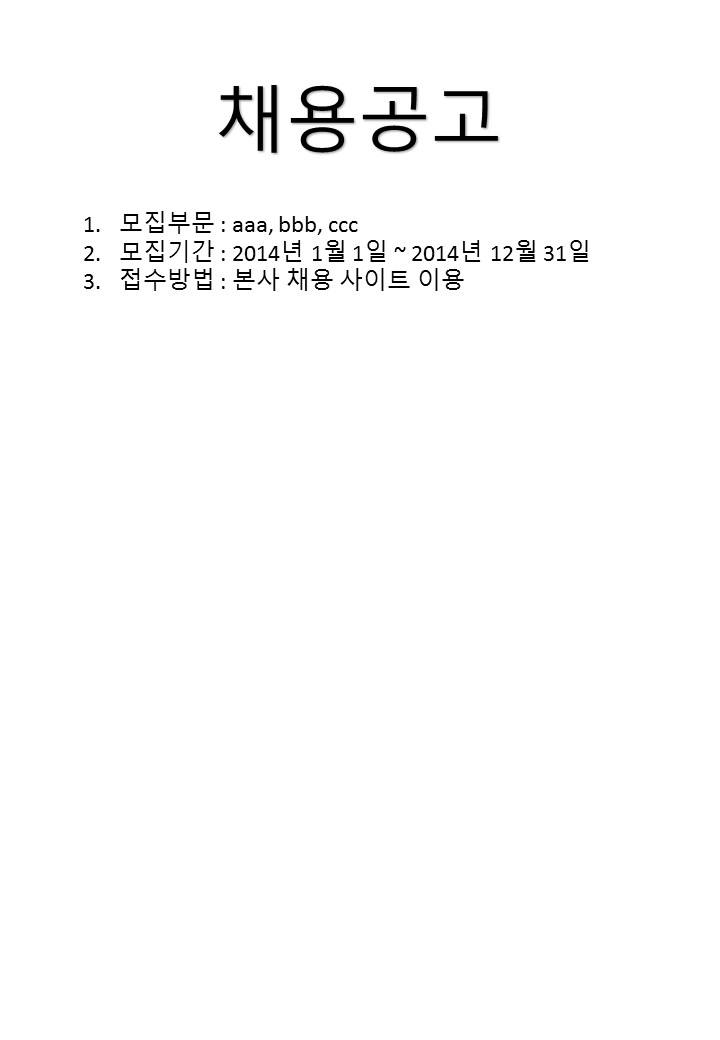 채용공고
1. 모집부문 : aaa, bbb, ccc
2. 모집기간 : 2014년 1월 1일 ~ 2014년 12월 31일
3. 접수방법 : 본사 채용 사이트 이용